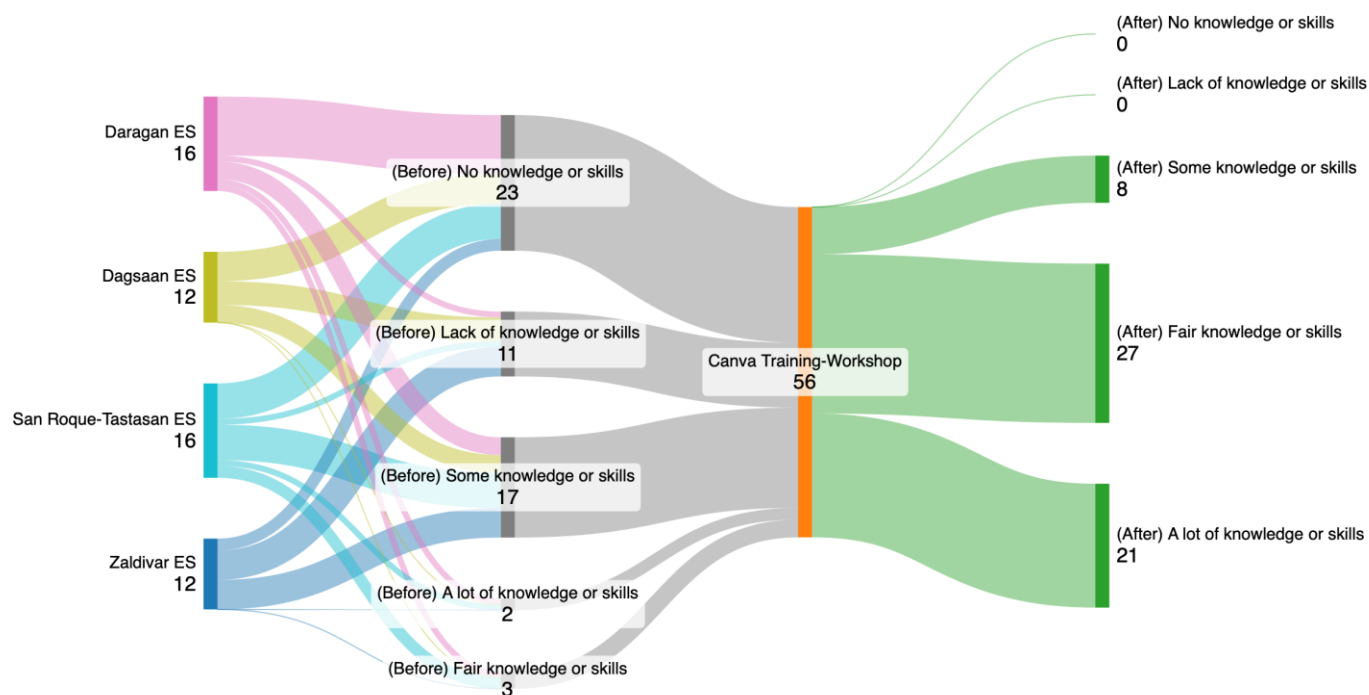 Daragan ES
16
Dagsaan ES
12
San Roque-Tastasan ES
16
Zaldivar ES
12
(Before) No knowledge or skills
23
(Before) Lack of knowledge or skills
11
(Before) Some knowledge or skills
17
(Before) A lot of knowledge or skills
2
(Before) Fair knowledge or skills
3
Canva Training-Workshop
56
(After) No knowledge or skills
0
(After) Lack of knowledge or skills
0
(After) Some knowledge or skills
8
(After) Fair knowledge or skills
27
(After) A lot of knowledge or skills
21